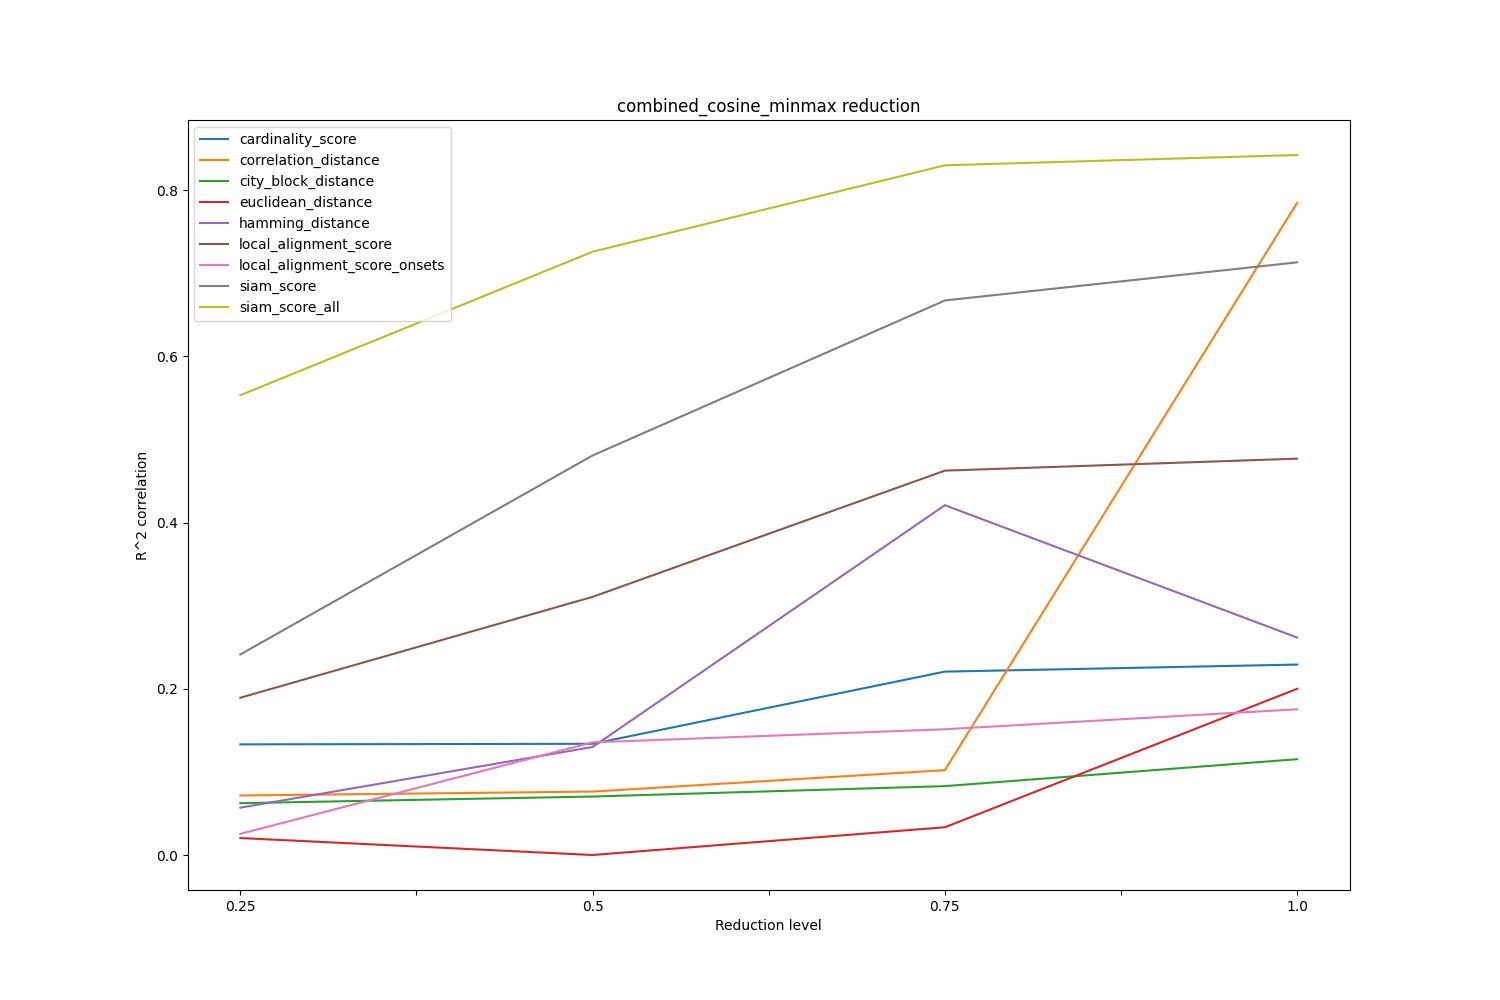 combined_cosine_minmax reduction
cardinality_score
correlation_distance
city_block_distance
euclidean_distance
hamming_distance
local_alignment_score
local_alignment_score_onsets
siam_score
siam_score_all
R^2 correlation
0.8
0.6
0.4
0.2
0.0
0.25
0.5
0.75
1.0
Reduction level